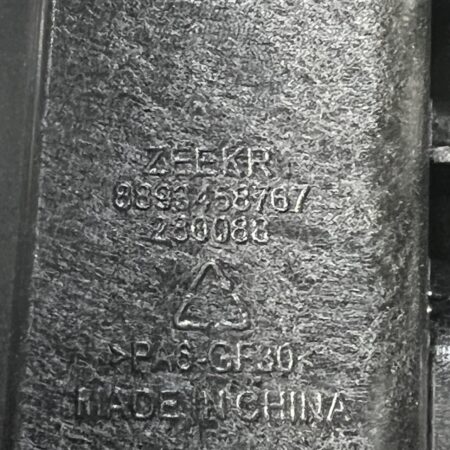 ZEEKR
8893458767
230088
>PA6-GF30<
MADE IN CHINA